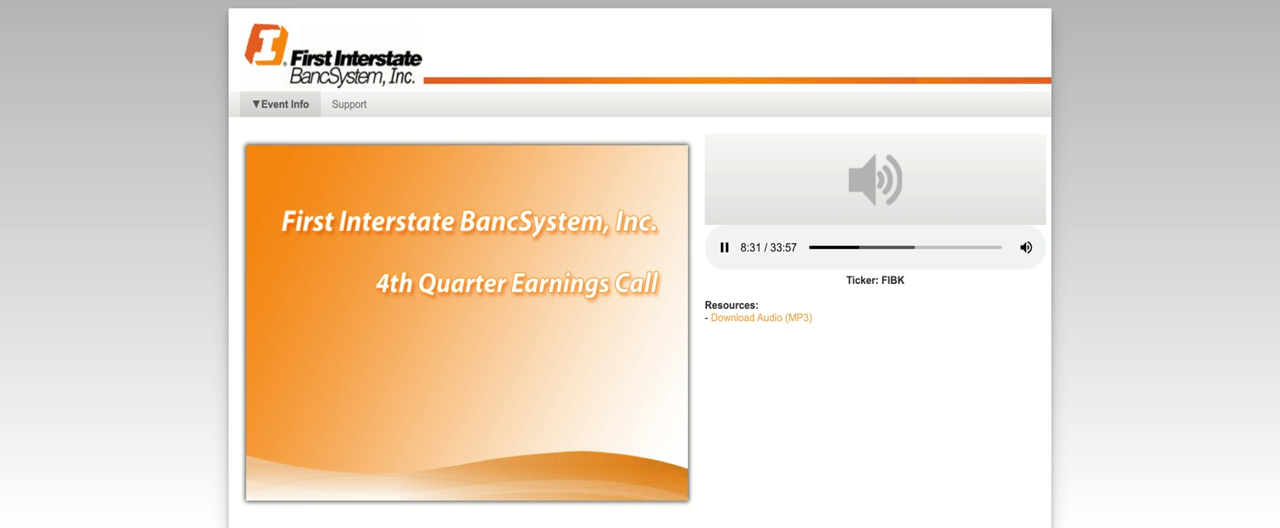 First Interstate
BancSystem, Inc.
▼Event Info
Support
First Interstate BancSystem, Inc.
4th Quarter Earnings Call
8:31 / 33:57
Ticker: FIBK
Resources:
- Download Audio (MP3)